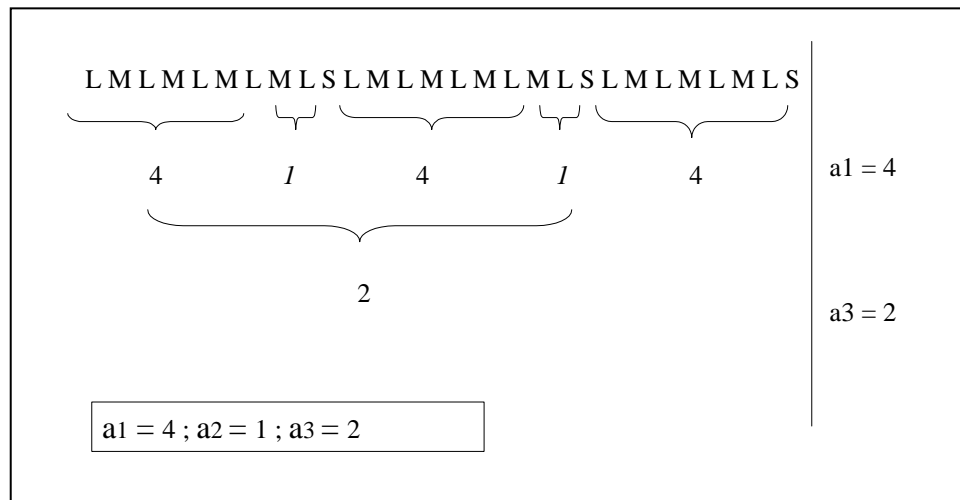 L M L M L M L M L S L M L M L M L M L S L M L M L M L S
4 1 4 1 4
a1 = 4
2
a3 = 2
a1 = 4 ; a2 = 1 ; a3 = 2